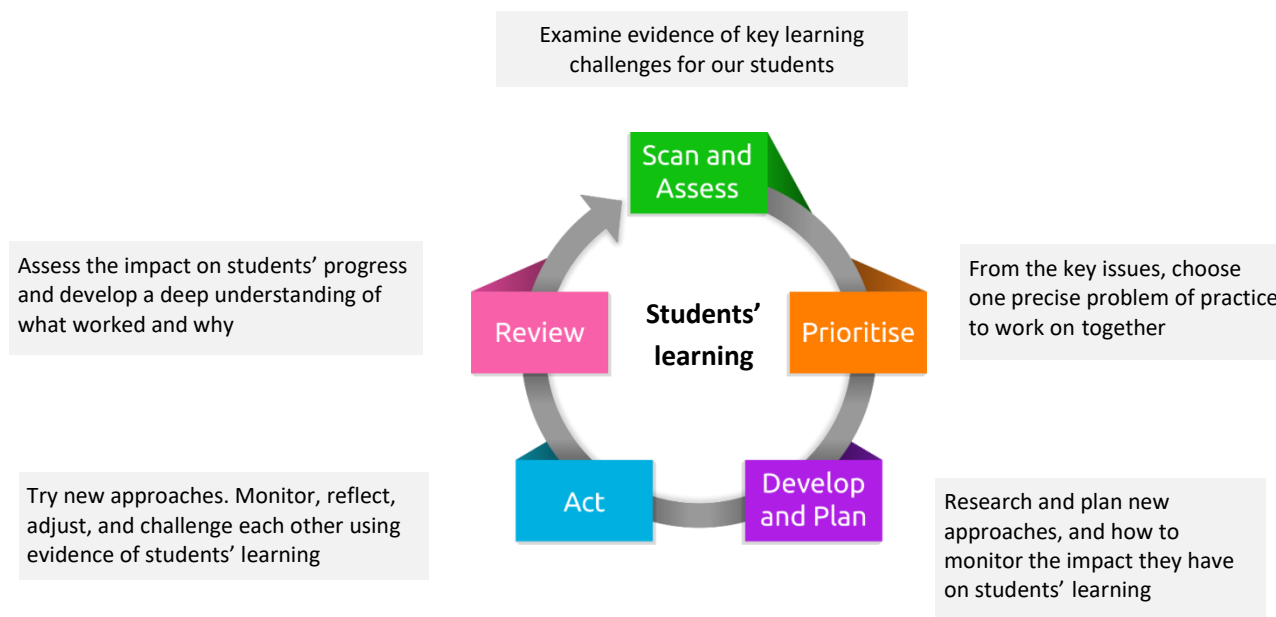 Examine evidence of key learning
challenges for our students
Scan and
Assess
From the key issues, choose
one precise problem of practice
to work on together
Prioritise
Research and plan new
approaches, and how to
monitor the impact they have
on students’ learning
Develop
and Plan
Try new approaches. Monitor, reflect,
adjust, and challenge each other using
evidence of students’ learning
Act
Assess the impact on students’ progress
and develop a deep understanding of
what worked and why
Review
Students’
learning